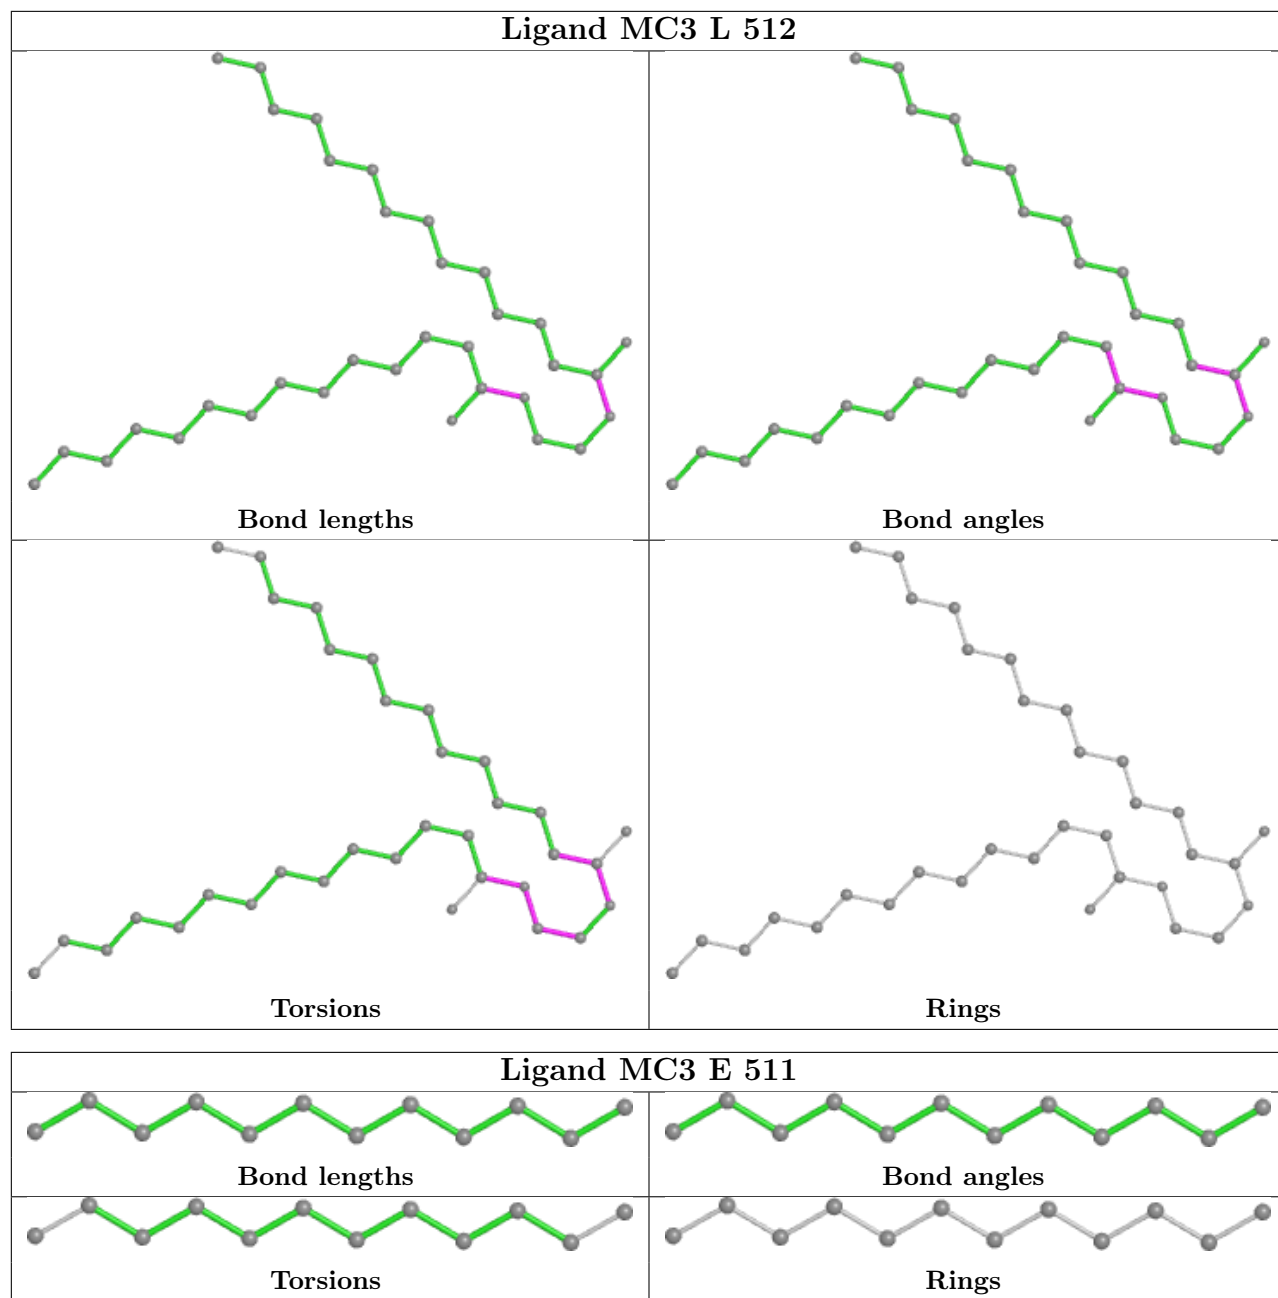 Ligand MC3 L 512
Bond lengths
Bond angles
Torsions
Rings
Ligand MC3 E 511
Bond lengths
Bond angles
Torsions
Rings